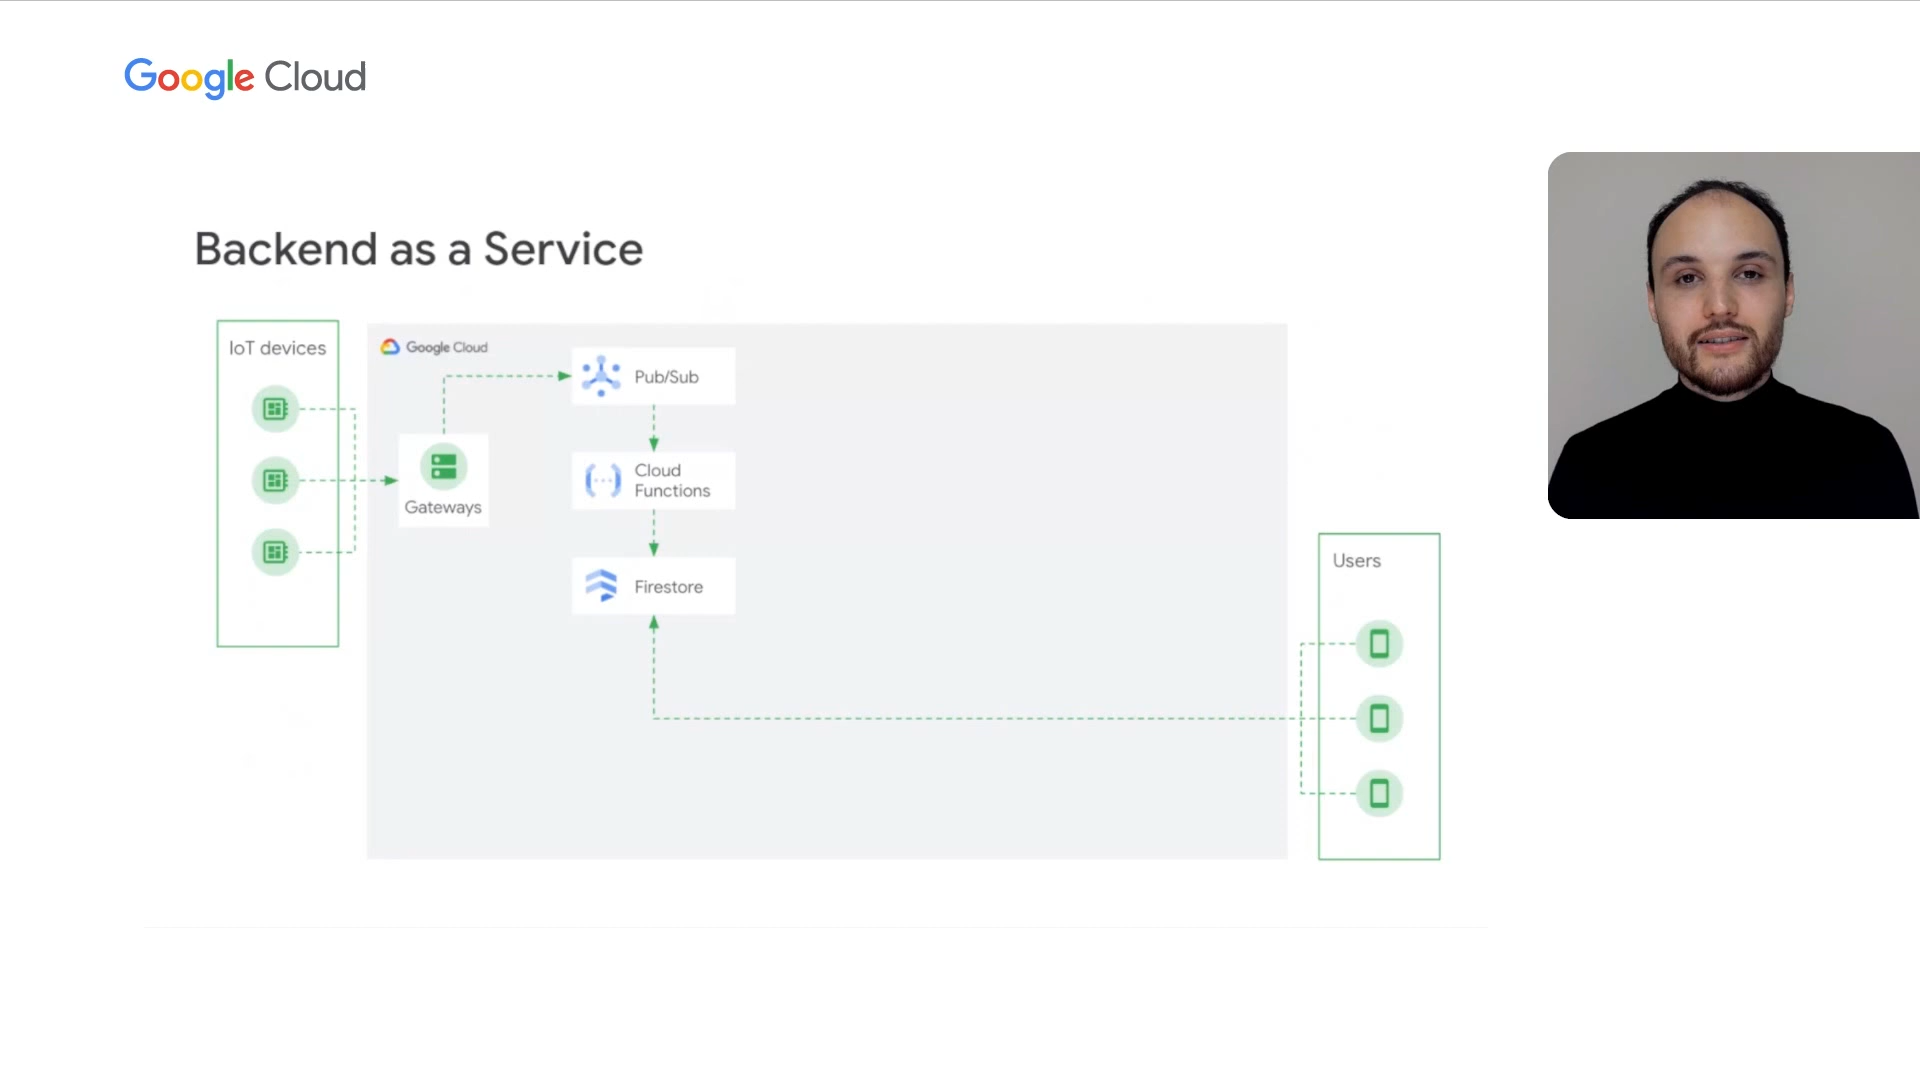 Google Cloud
Backend as a Service
IoT devices
Google Cloud
Pub/Sub
Gateways
Cloud
Functions
Firestore
Users